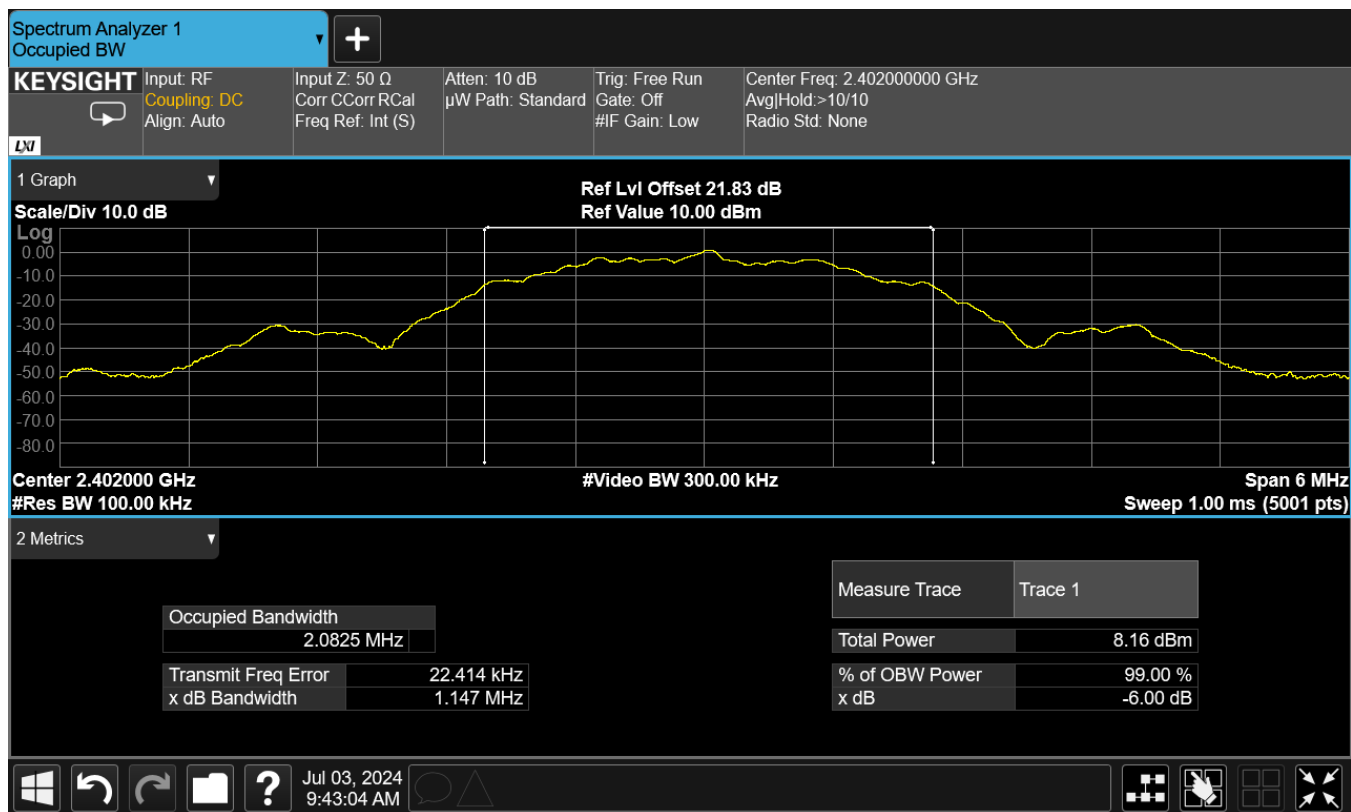 Spectrum Analyzer 1
Occupied BW
KEYSIGHT Input: RF Input Z: 50 Ω Atten: 10 dB Trig: Free Run Center Freq: 2.402000000 GHz
Coupling: DC Corr CCorr RCal µW Path: Standard Gate: Off Avg|Hold:>10/10
Align: Auto Freq Ref: Int (S) #IF Gain: Low Radio Std: None
LXI
1 Graph
Ref Lvl Offset 21.83 dB
Scale/Div 10.0 dB Ref Value 10.00 dBm
Log
0.00
-10.0
-20.0
-30.0
-40.0
-50.0
-60.0
-70.0
-80.0
Center 2.402000 GHz #Video BW 300.00 kHz Span 6 MHz
#Res BW 100.00 kHz Sweep 1.00 ms (5001 pts)
2 Metrics
Measure Trace Trace 1
Occupied Bandwidth
2.0825 MHz Total Power 8.16 dBm
Transmit Freq Error 22.414 kHz % of OBW Power 99.00 %
x dB Bandwidth 1.147 MHz x dB -6.00 dB
Jul 03, 2024
9:43:04 AM